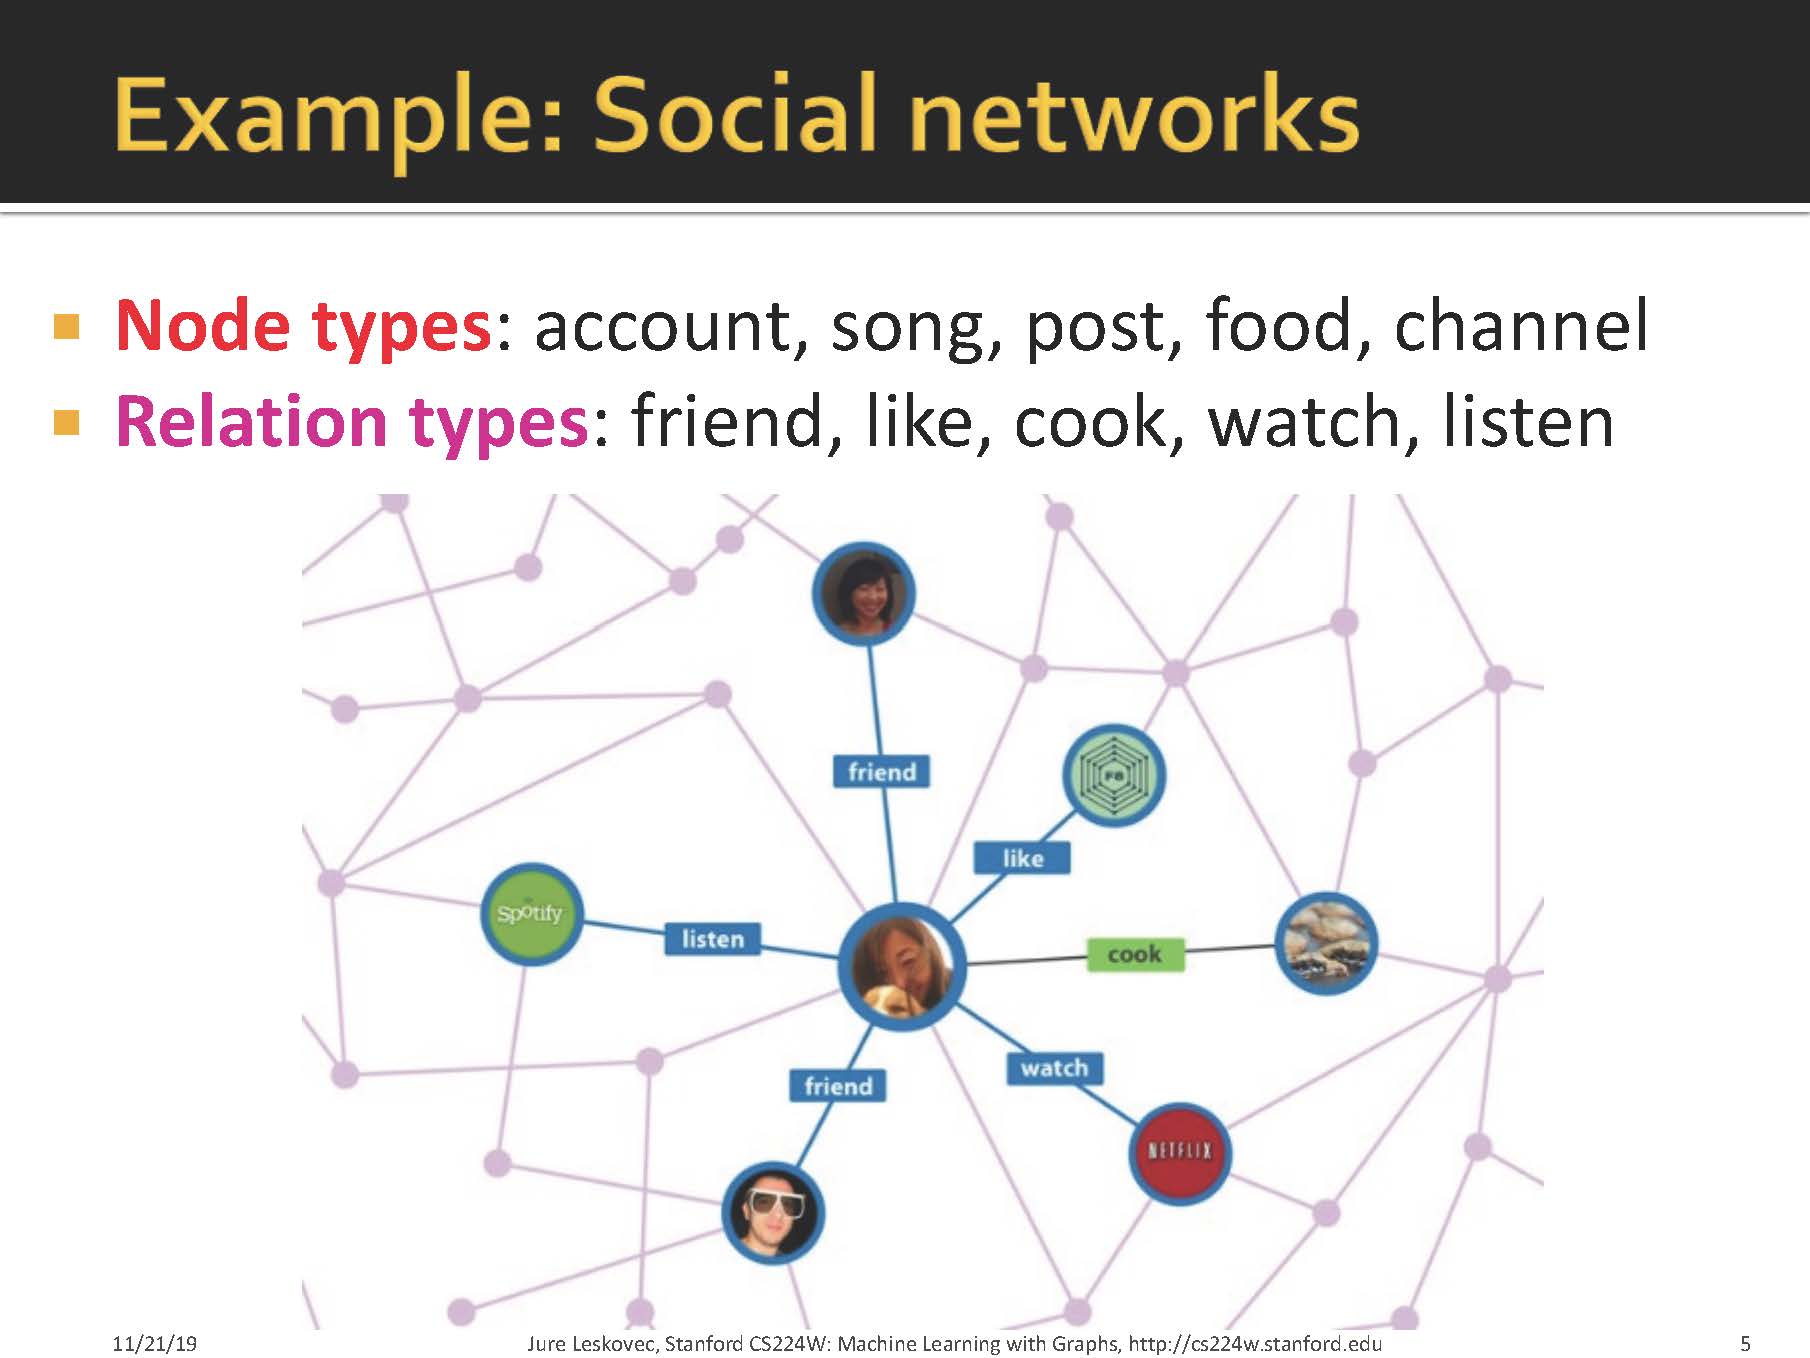 Example: Social networks
Node types: account, song, post, food, channel
Relation types: friend, like, cook, watch, listen
friend
F8
like
Spotify
listen
cook
watch
friend
NETFLIX
11/21/19
Jure Leskovec, Stanford CS224W: Machine Learning with Graphs, http://cs224w.stanford.edu
5